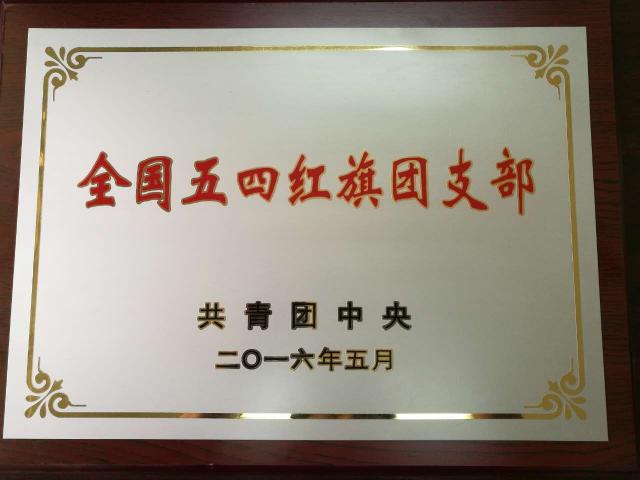 全国五四红旗团支部
共青团中央
二〇一六年五月